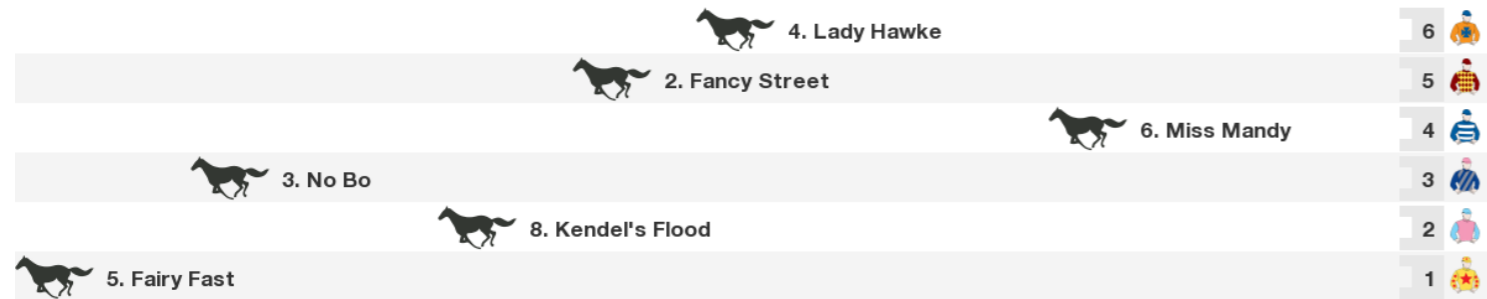 4. Lady Hawke 6
2. Fancy Street 5
6. Miss Mandy 4
3. No Bo 3
8. Kendel's Flood 2
5. Fairy Fast 1